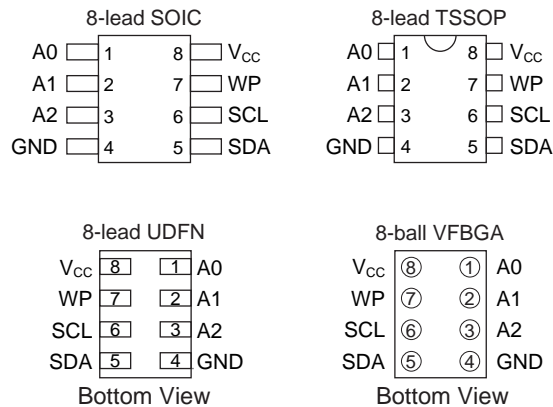 8-lead SOIC
A0 1 8 VCC
A1 2 7 WP
A2 3 6 SCL
GND 4 5 SDA
8-lead TSSOP
A0 1 8 VCC
A1 2 7 WP
A2 3 6 SCL
GND 4 5 SDA
8-lead UDFN
VCC 8 1 A0
WP 7 2 A1
SCL 6 3 A2
SDA 5 4 GND
Bottom View
8-ball VFBGA
VCC 8 1 A0
WP 7 2 A1
SCL 6 3 A2
SDA 5 4 GND
Bottom View